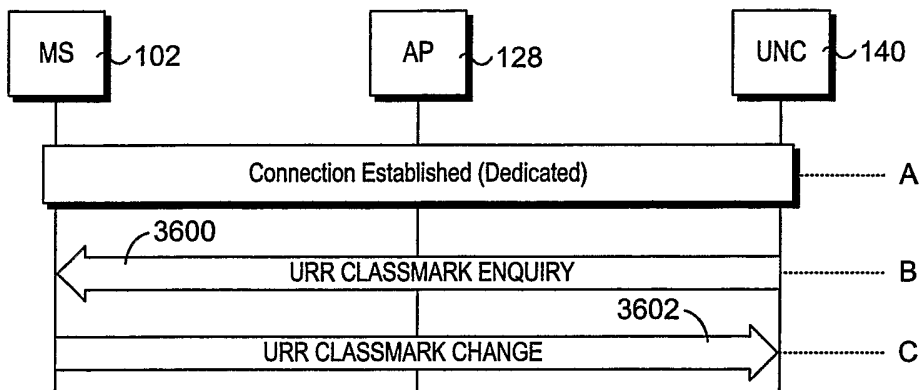 MS
102
AP
128
UNC
140
Connection Established (Dedicated)
A
3600
URR CLASSMARK ENQUIRY
B
3602
URR CLASSMARK CHANGE
C